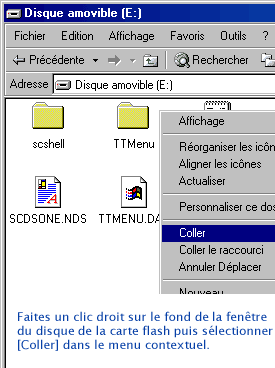 Disque amovible (E:)
Fichier Edition Affichage Favoris Outils ?
Précédente Rechercher
Adresse Disque amovible (E:)
scshell TTMenu
SCDSONE.NDS TTMENU.DA
Affichage
Réorganiser les icôn
Aligner les icônes
Actualiser
Personnaliser ce dos
Coller
Coller le raccourci
Annuler Déplacer
Nouveau
Faites un clic droit sur le fond de la fenêtre
du disque de la carte flash puis sélectionner
[Coller] dans le menu contextuel.